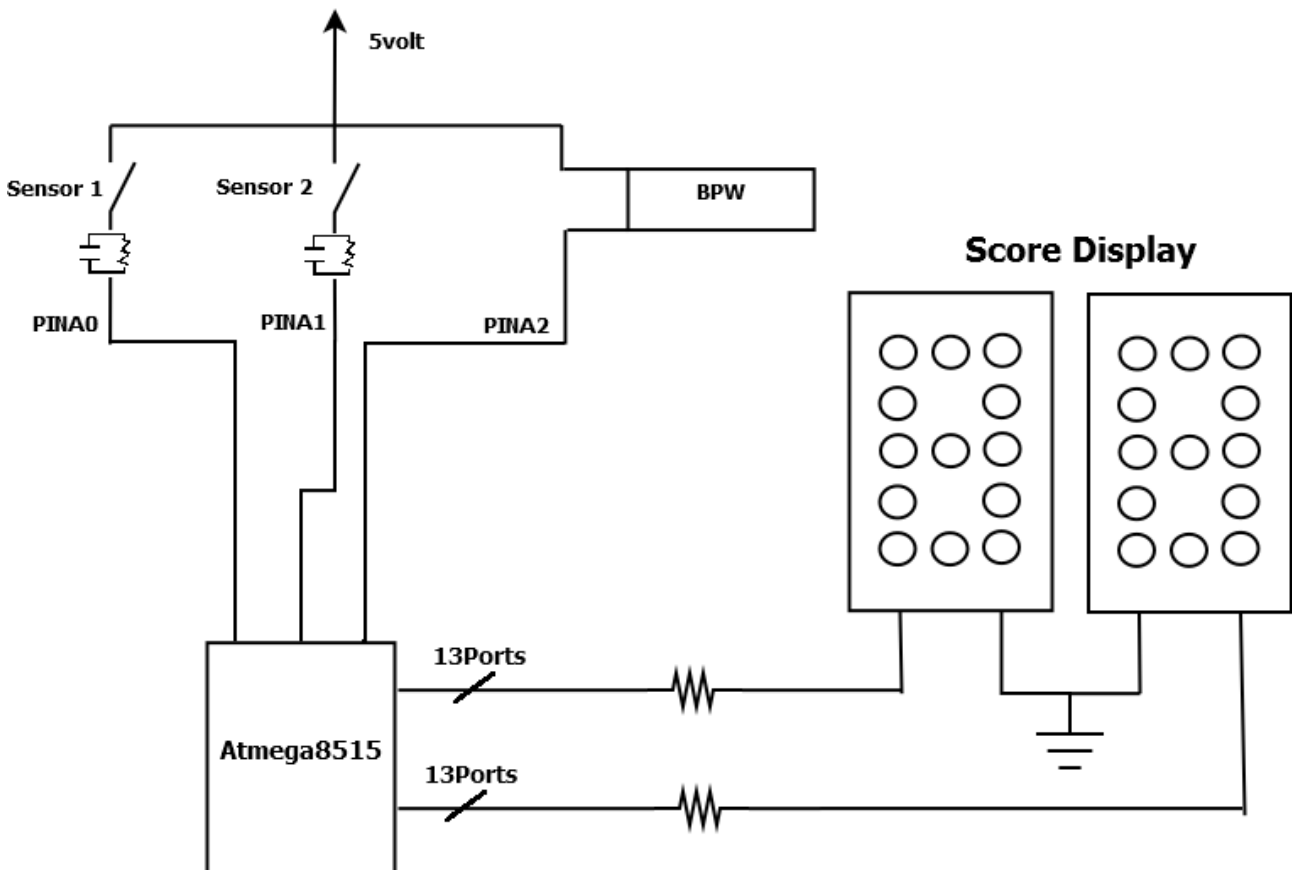 5volt
Sensor 1
Sensor 2
BPW
Score Display
PINA0
PINA1
PINA2
13Ports
Atmega8515
13Ports